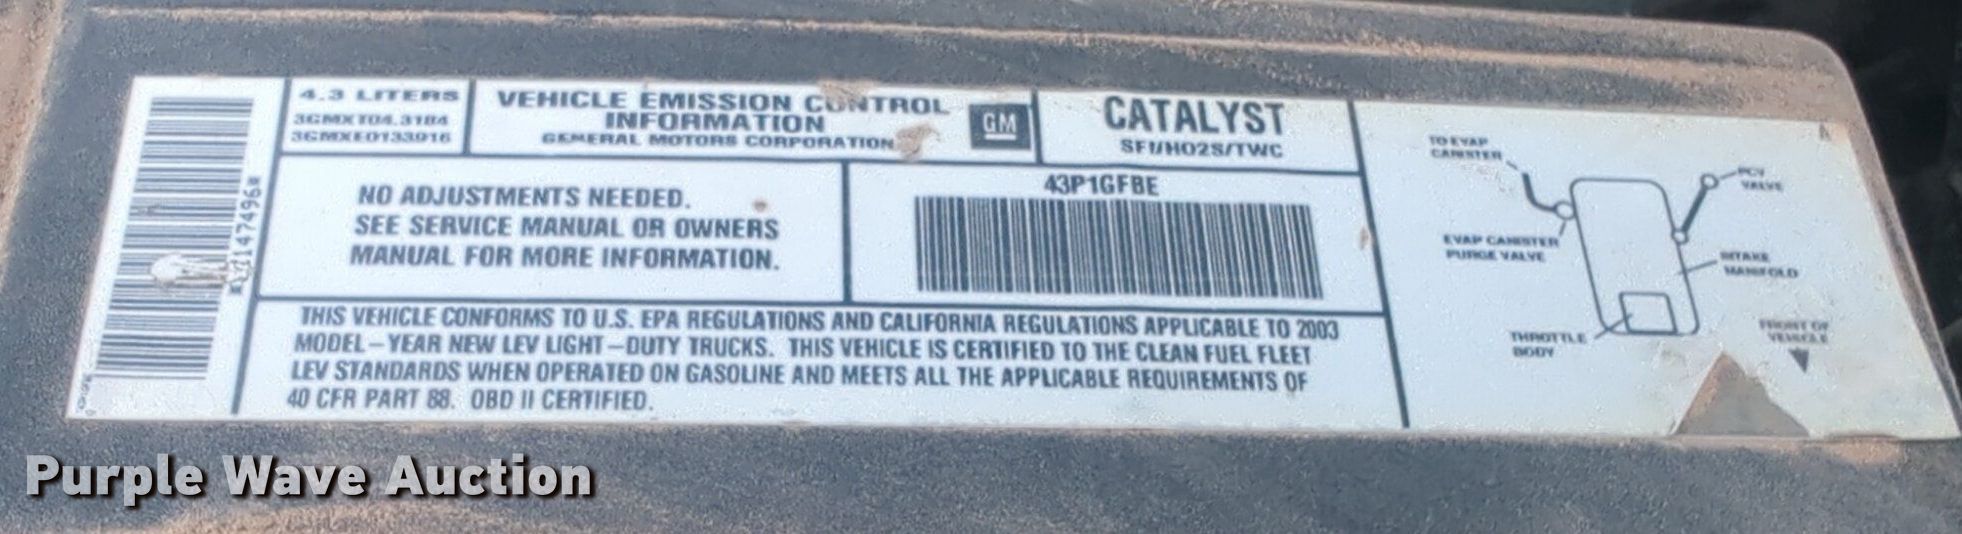 4.3 LITERS
3GMXT04.3184
3GMXE0133916
VEHICLE EMISSION CONTROL
INFORMATION
GENERAL MOTORS CORPORATION
GM
CATALYST
SFI/HO2S/TWC
NO ADJUSTMENTS NEEDED.
SEE SERVICE MANUAL OR OWNERS
MANUAL FOR MORE INFORMATION.
43P1GFBE
THIS VEHICLE CONFORMS TO U.S. EPA REGULATIONS AND CALIFORNIA REGULATIONS APPLICABLE TO 2003
MODEL-YEAR NEW LEV LIGHT-DUTY TRUCKS. THIS VEHICLE IS CERTIFIED TO THE CLEAN FUEL FLEET
LEV STANDARDS WHEN OPERATED ON GASOLINE AND MEETS ALL THE APPLICABLE REQUIREMENTS OF
40 CFR PART 88. OBD II CERTIFIED.
TO EVAP
CANISTER
PCV
VALVE
EVAP CANISTER
PURGE VALVE
INTAKE
MANIFOLD
THROTTLE
BODY
FRONT OF
VEHICLE
A
Purple Wave Auction